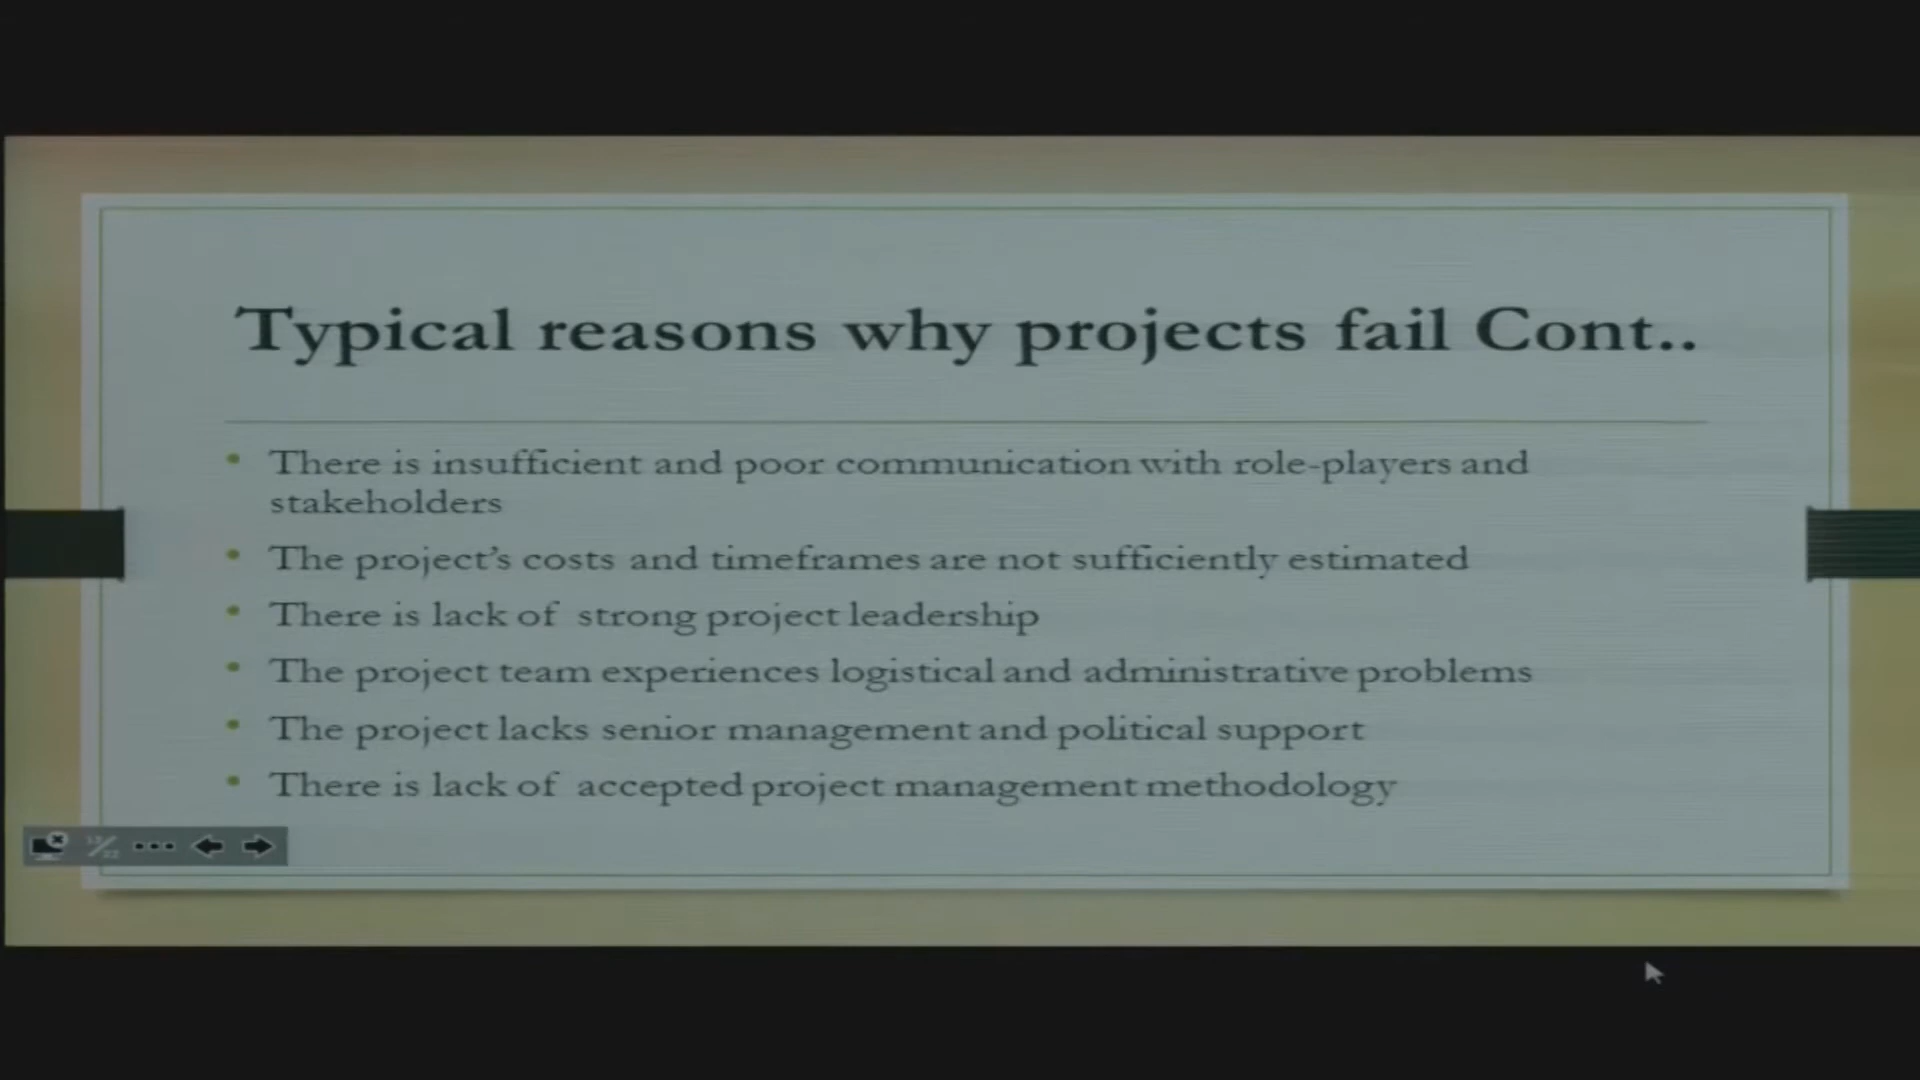 Typical reasons why projects fail Cont..
• There is insufficient and poor communication with role-players and
stakeholders
• The project’s costs and timeframes are not sufficiently estimated
• There is lack of strong project leadership
• The project team experiences logistical and administrative problems
• The project lacks senior management and political support
• There is lack of accepted project management methodology